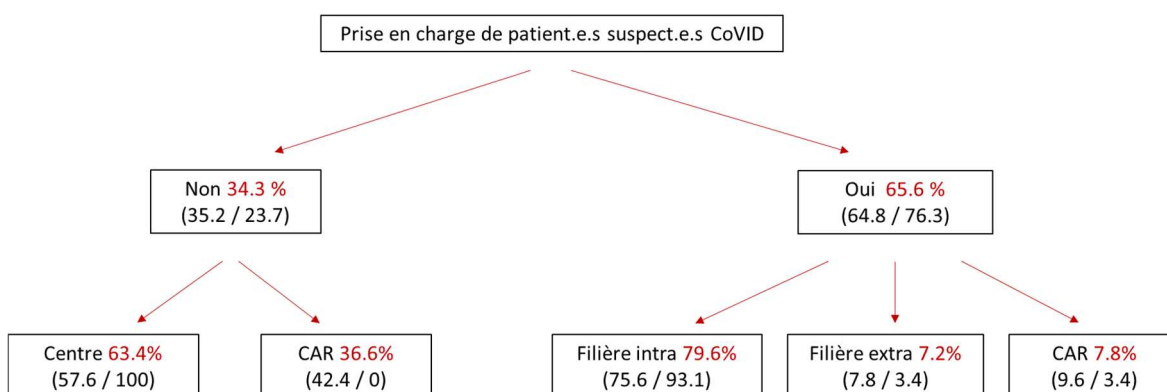 Prise en charge de patient.e.s suspect.e.s CoVID
Non 34.3 %
(35.2 / 23.7)
Oui 65.6 %
(64.8 / 76.3)
Centre 63.4%
(57.6 / 100)
CAR 36.6%
(42.4 / 0)
Filière intra 79.6%
(75.6 / 93.1)
Filière extra 7.2%
(7.8 / 3.4)
CAR 7.8%
(9.6 / 3.4)